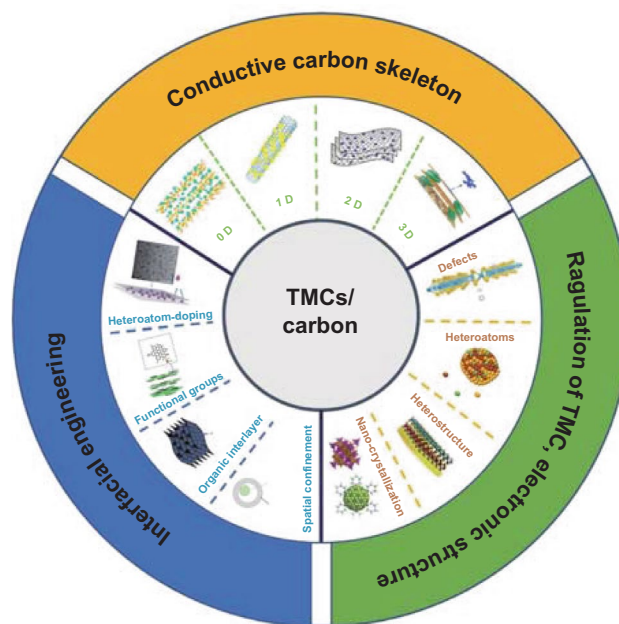 Conductive carbon skeleton
0 D
1 D
2 D
3 D
TMCs/
carbon
Defects
Heteroatoms
Heterostructure
Nano-crystallization
Ragulation of TMC, electronic structure
Heteroatom-doping
Functional groups
Organic interlayer
Spatial confinement
Interfacial engineering